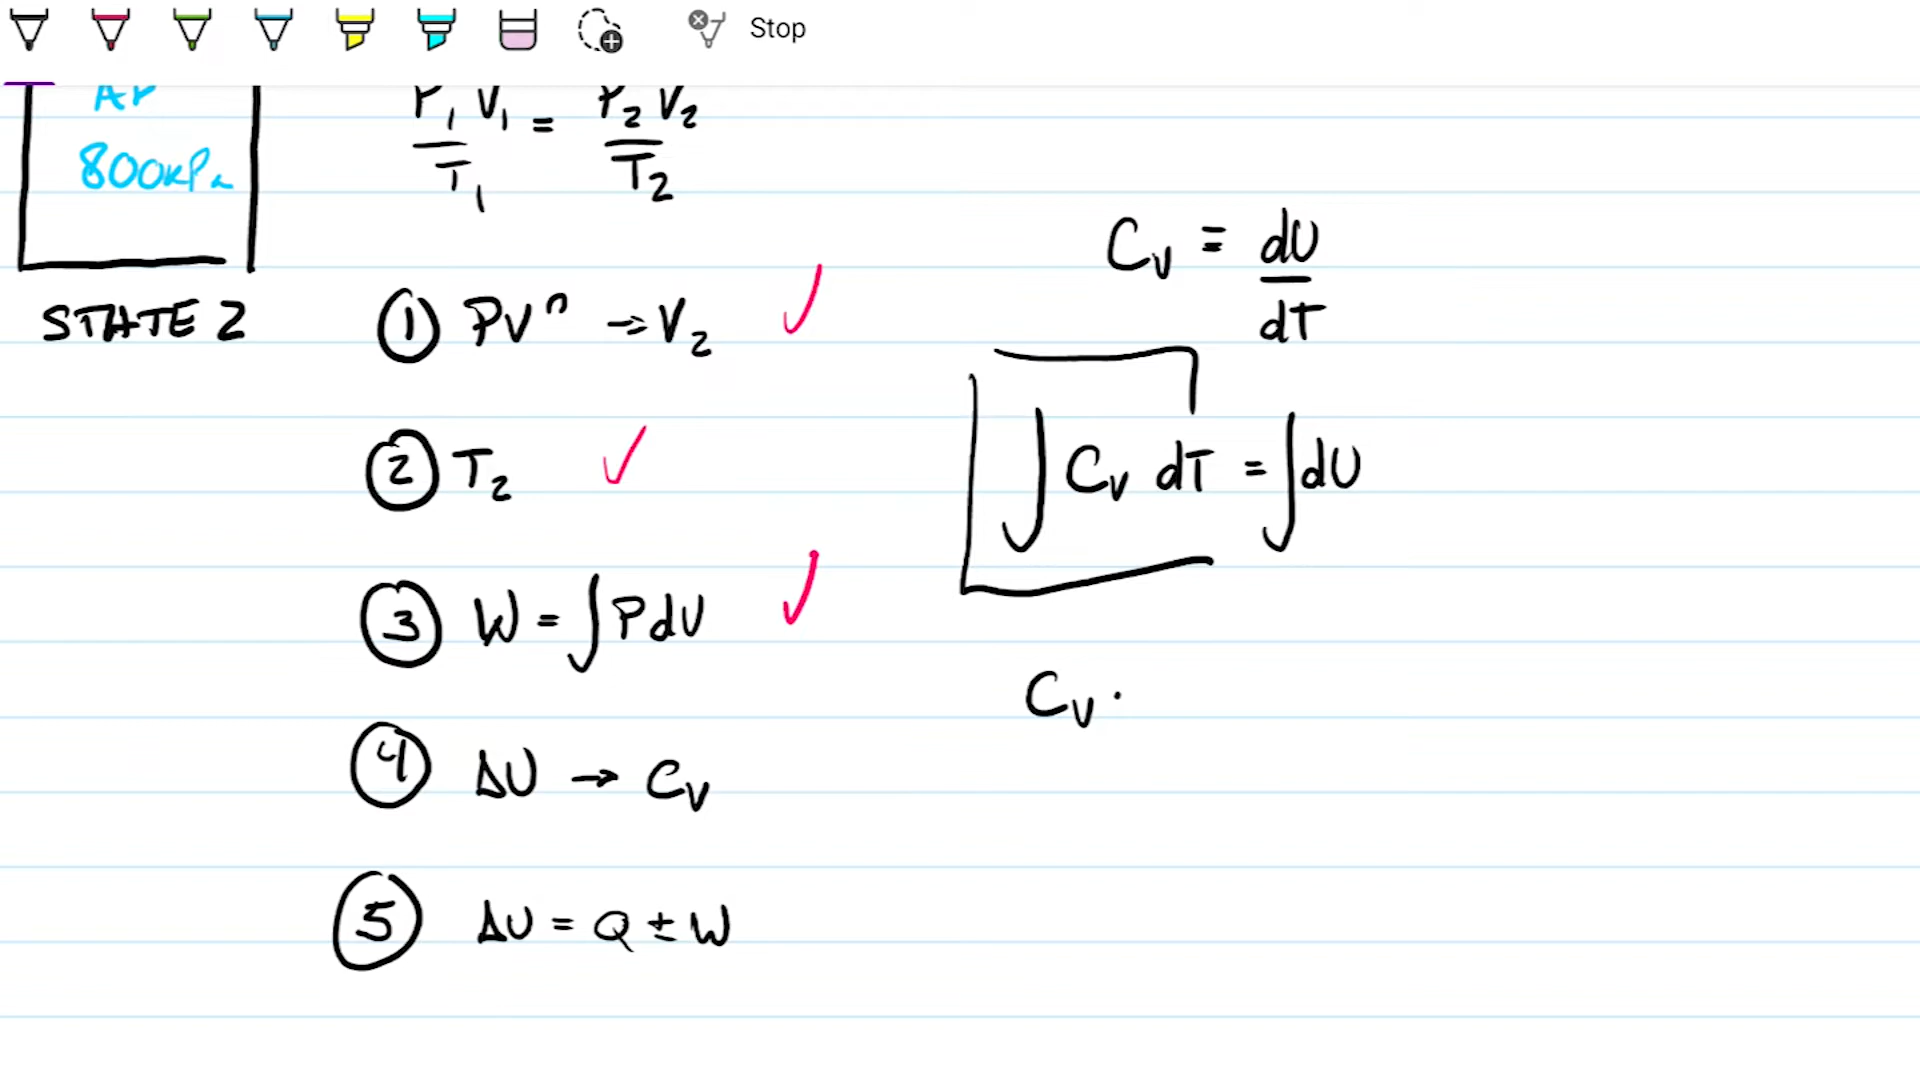 Stop
P₁V₁/T₁ = P₂V₂/T₂
800kPa
STATE 2
① PVⁿ → V₂ ✓
② T₂ ✓
③ W = ∫PdV ✓
④ ΔU → Cv
⑤ ΔU = Q ± W
Cv = dU/dT
∫Cv dT = ∫dU
Cv ·